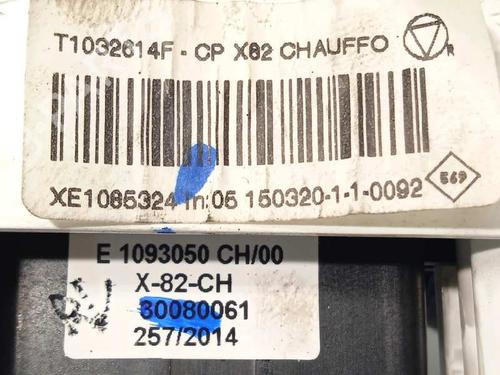 T1032614F - CP X82 CHAUFFO
R
XE1085324 In:05 150320-1-1-0092
569
E 1093050 CH/00
X-82-CH
30080061
257/2014